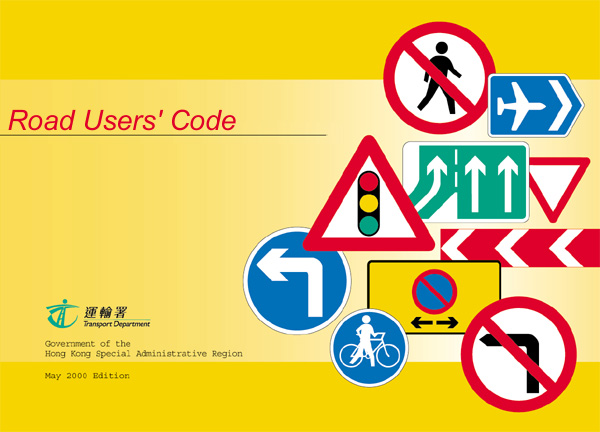 Road Users' Code
運輸署
Transport Department
Government of the
Hong Kong Special Administrative Region
May 2000 Edition